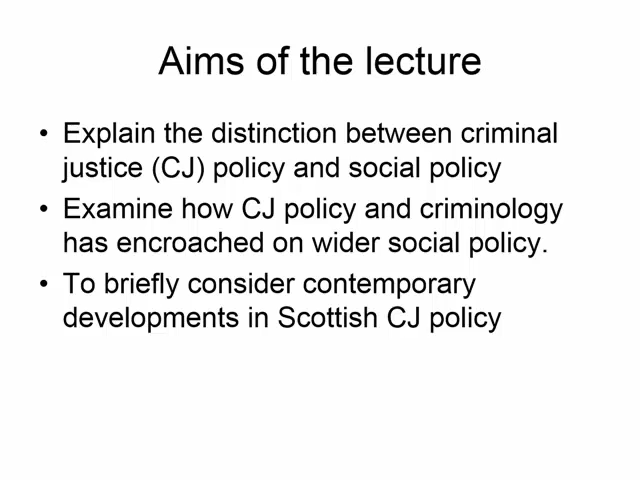 Aims of the lecture
• Explain the distinction between criminal
justice (CJ) policy and social policy
• Examine how CJ policy and criminology
has encroached on wider social policy.
• To briefly consider contemporary
developments in Scottish CJ policy